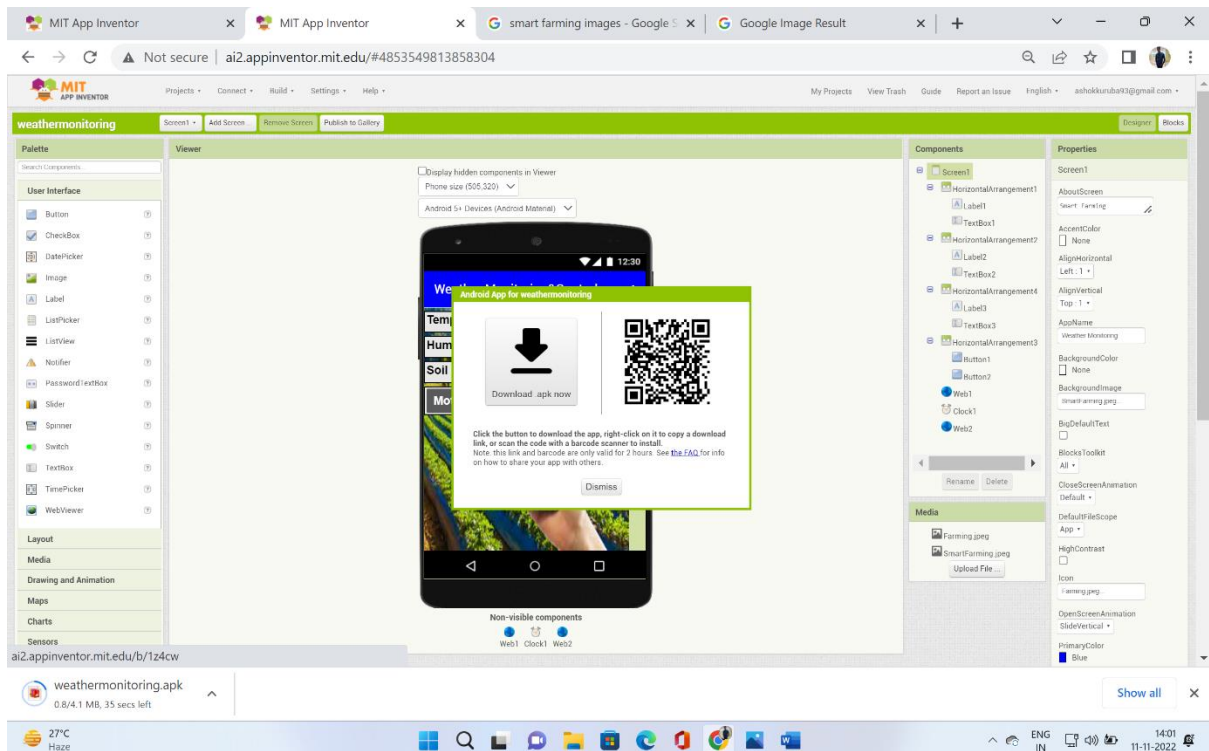 MIT App Inventor
MIT App Inventor
smart farming images - Google S
Google Image Result
Not secure
ai2.appinventor.mit.edu/#4853549813858304
MIT
APP INVENTOR
Projects
Connect
Build
Settings
Help
My Projects
View Trash
Guide
Report an Issue
English
ashokkuruba93@gmail.com
weathermonitoring
Screen1
Add Screen ...
Remove Screen
Publish to Gallery
Designer
Blocks
Palette
Search Components...
User Interface
Button
CheckBox
DatePicker
Image
Label
ListPicker
ListView
Notifier
PasswordTextBox
Slider
Spinner
Switch
TextBox
TimePicker
WebViewer
Layout
Media
Drawing and Animation
Maps
Charts
Sensors
Viewer
Display hidden components in Viewer
Phone size (505,320)
Android 5+ Devices (Android Material)
12:30
We
Tem
Hum
Soil
Mo
Android App for weathermonitoring
Download .apk now
Click the button to download the app, right-click on it to copy a download
link, or scan the code with a barcode scanner to install.
Note: this link and barcode are only valid for 2 hours. See the FAQ for info
on how to share your app with others.
Dismiss
Non-visible components
Web1 Clock1 Web2
Components
Screen1
HorizontalArrangement1
Label1
TextBox1
HorizontalArrangement2
Label2
TextBox2
HorizontalArrangement4
Label3
TextBox3
HorizontalArrangement3
Button1
Button2
Web1
Clock1
Web2
Rename
Delete
Media
Farming.jpeg
SmartFarming.jpeg
Upload File ...
Properties
Screen1
AboutScreen
Smart Farming
AccentColor
None
AlignHorizontal
Left : 1
AlignVertical
Top : 1
AppName
Weather Monitoring
BackgroundColor
None
BackgroundImage
SmartFarming.jpeg...
BigDefaultText
BlocksToolkit
All
CloseScreenAnimation
Default
DefaultFileScope
App
HighContrast
Icon
Farming.jpeg...
OpenScreenAnimation
SlideVertical
PrimaryColor
Blue
ai2.appinventor.mit.edu/b/1z4cw
weathermonitoring.apk
0.8/4.1 MB, 35 secs left
Show all
27°C
Haze
ENG
IN
14:01
11-11-2022